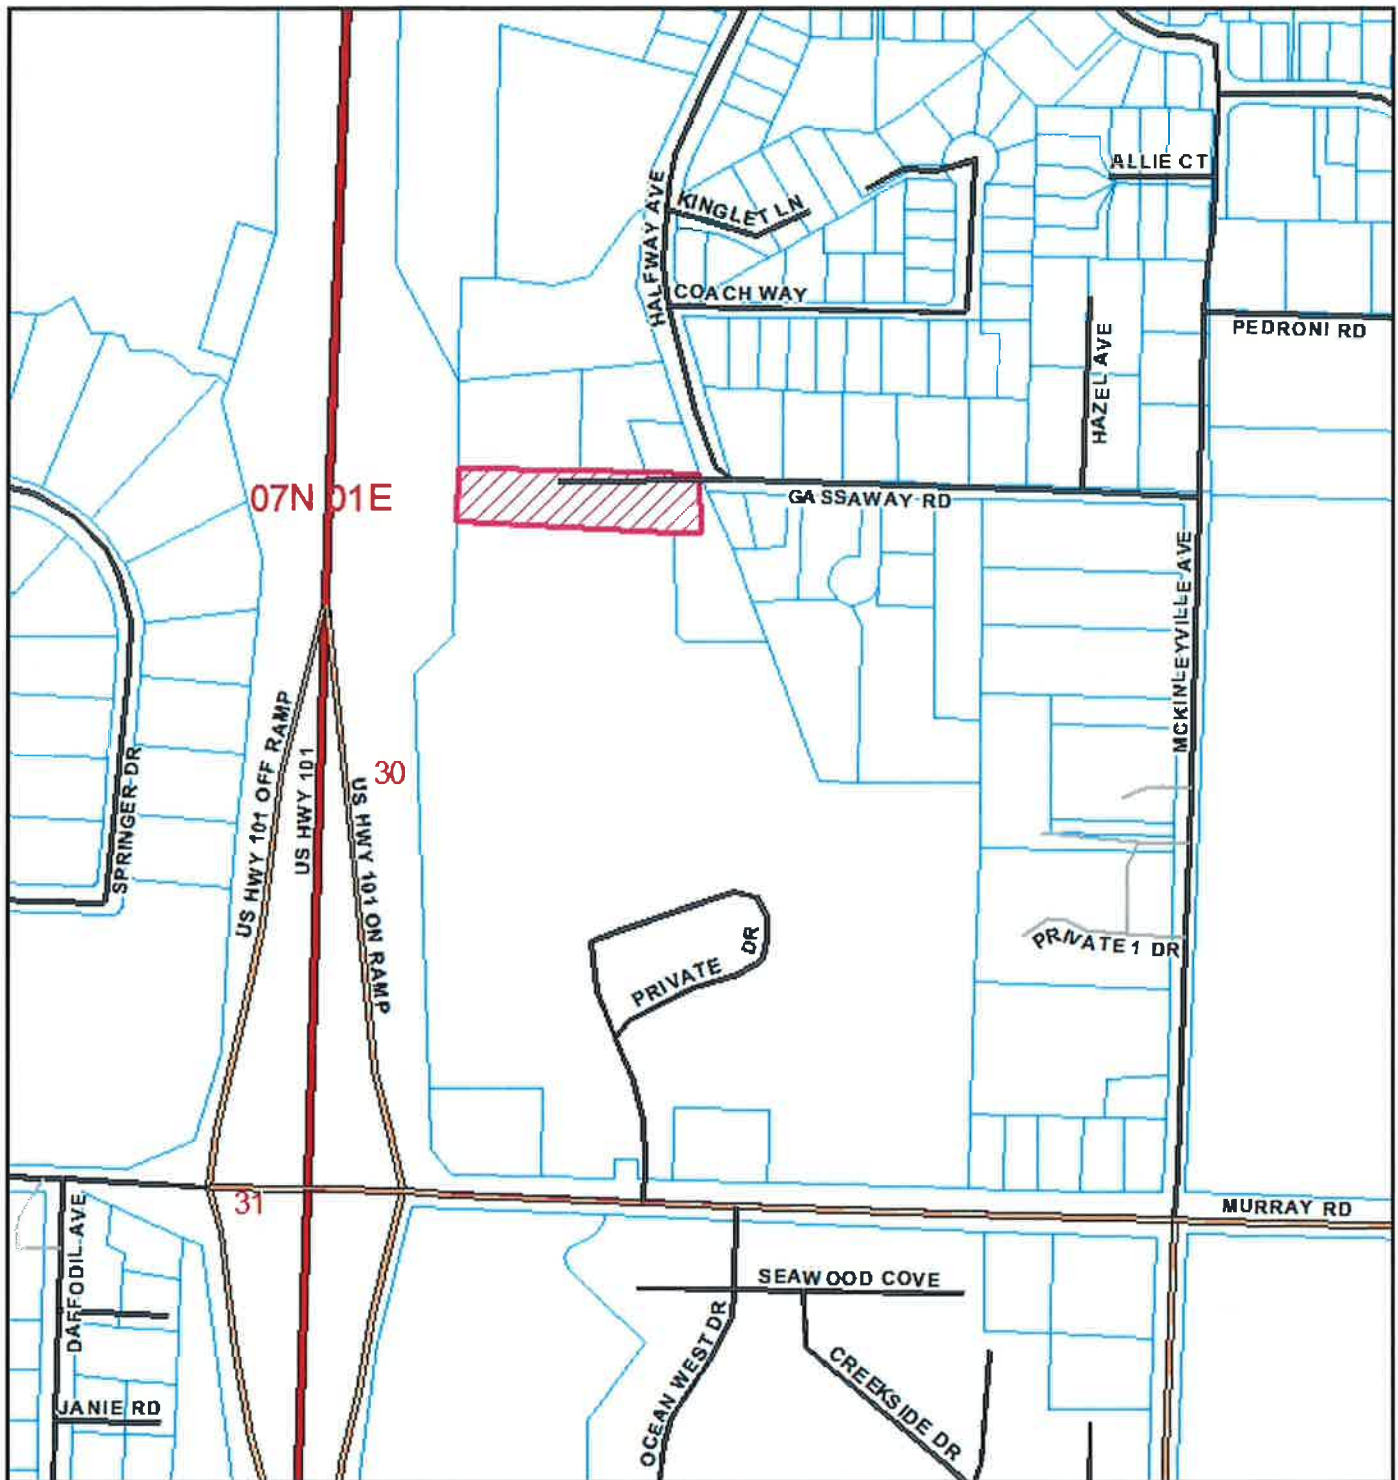 ALLIE CT
KINGLET LN
HALFWAY AVE
COACH WAY
PEDRONI RD
HAZEL AVE
07N 01E
GASSAWAY RD
MCKINLEYVILLE AVE
US HWY 101 OFF RAMP
US HWY 101
30
US HWY 101 ON RAMP
SPRINGER DR
PRIVATE DR
PRIVATE 1 DR
31
MURRAY RD
DAFFODIL AVE
SEAWOOD COVE
OCEAN WEST DR
CREEKSIDE DR
JANIE RD